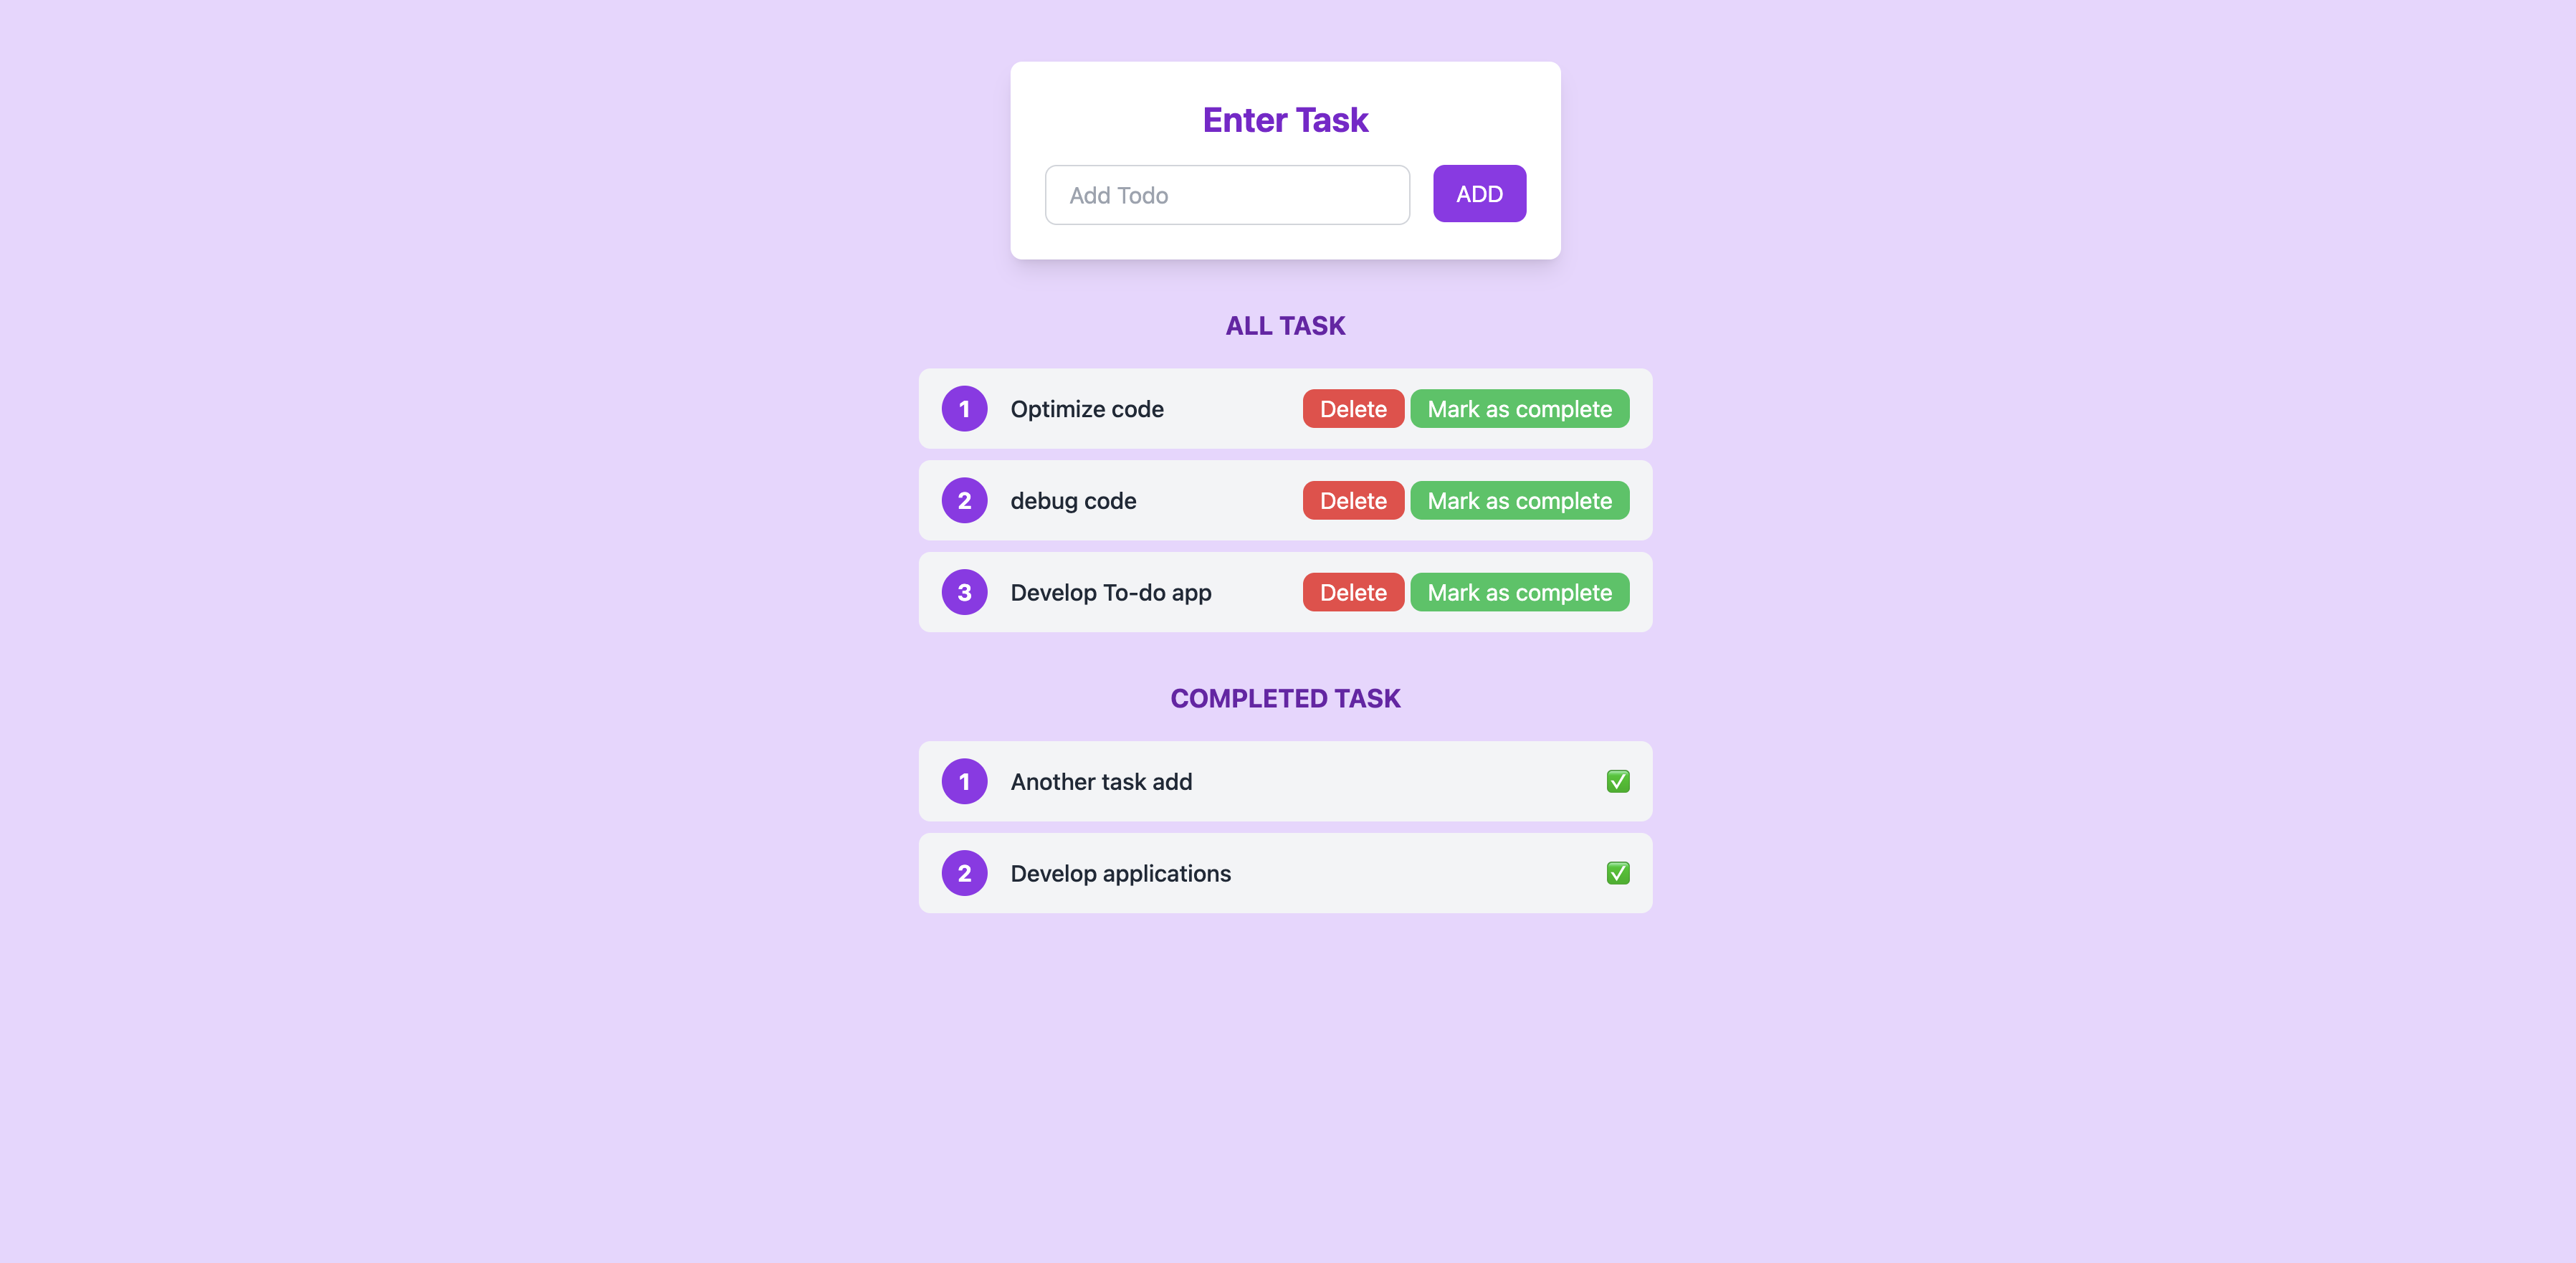 Enter Task
Add Todo ADD
ALL TASK
1 Optimize code Delete Mark as complete
2 debug code Delete Mark as complete
3 Develop To-do app Delete Mark as complete
COMPLETED TASK
1 Another task add ✅
2 Develop applications ✅